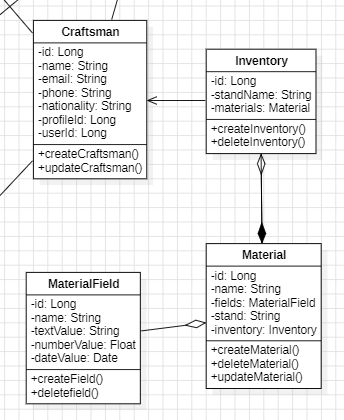 Craftsman
-id: Long
-name: String
-email: String
-phone: String
-nationality: String
-profileId: Long
-userId: Long
+createCraftsman()
+updateCraftsman()
Inventory
-id: Long
-standName: String
-materials: Material
+createInventory()
+deleteInventory()
Material
-id: Long
-name: String
-fields: MaterialField
-stand: String
-inventory: Inventory
+createMaterial()
+deleteMaterial()
+updateMaterial()
MaterialField
-id: Long
-name: String
-textValue: String
-numberValue: Float
-dateValue: Date
+createField()
+deletefield()